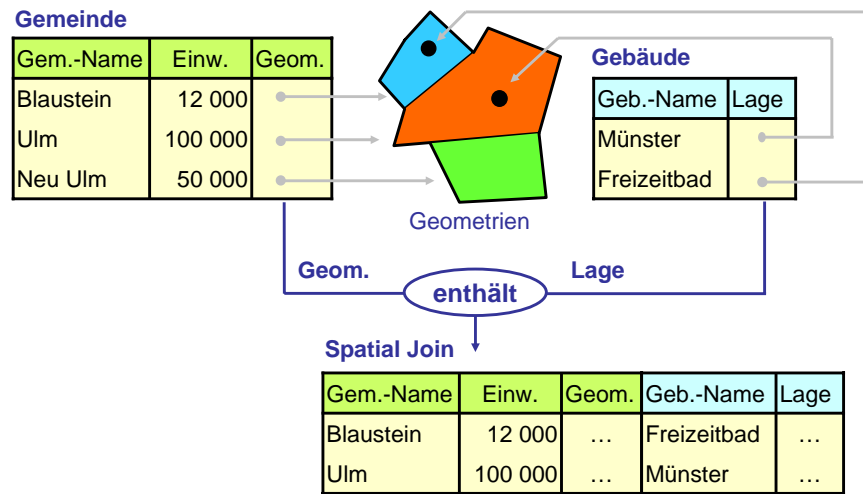 Gemeinde
Gem.-Name Einw. Geom.
Blaustein 12 000
Ulm 100 000
Neu Ulm 50 000
Geometrien
Gebäude
Geb.-Name Lage
Münster
Freizeitbad
Geom.
enthält
Lage
Spatial Join
Gem.-Name Einw. Geom. Geb.-Name Lage
Blaustein 12 000 … Freizeitbad …
Ulm 100 000 … Münster …